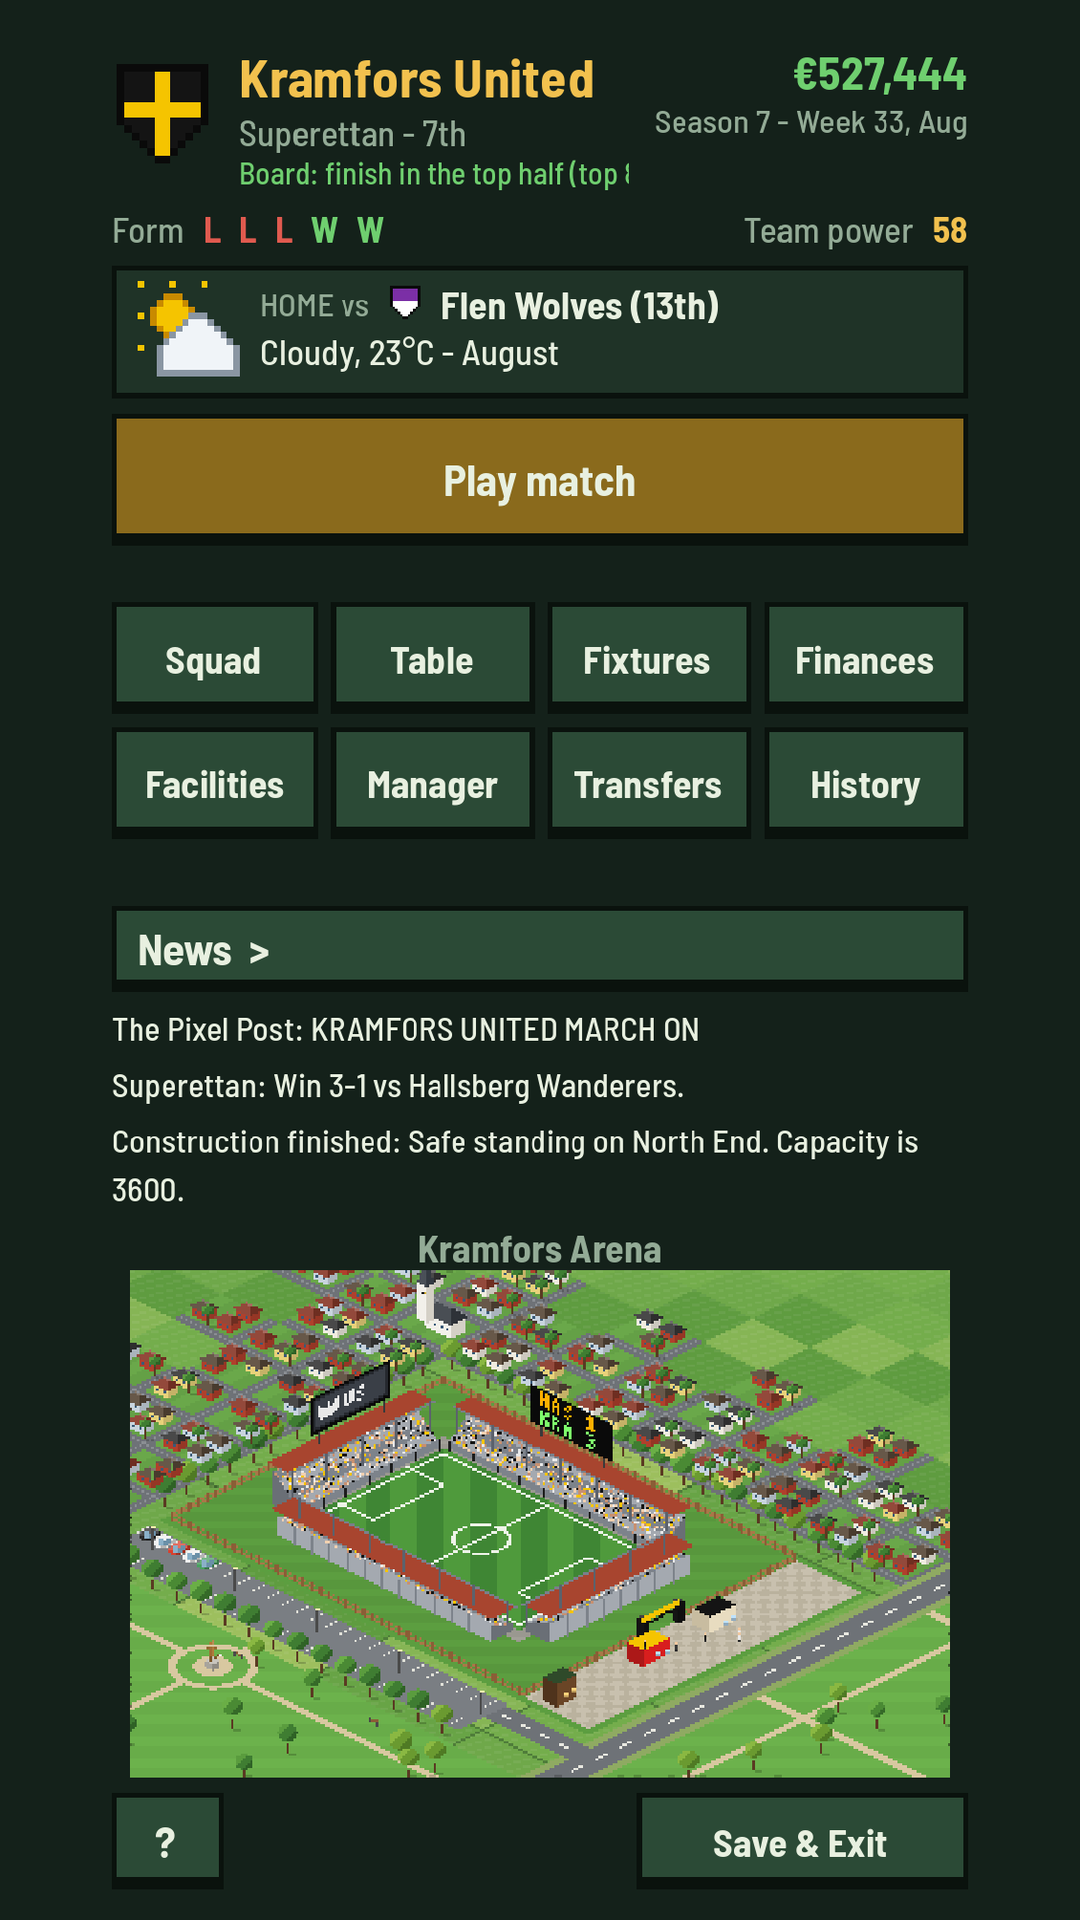 Kramfors United
€527,444
Superettan - 7th
Season 7 - Week 33, Aug
Board: finish in the top half (top
Form L L L W W
Team power 58
HOME vs Flen Wolves (13th)
Cloudy, 23°C - August
Play match
Squad
Table
Fixtures
Finances
Facilities
Manager
Transfers
History
News >
The Pixel Post: KRAMFORS UNITED MARCH ON
Superettan: Win 3-1 vs Hallsberg Wanderers.
Construction finished: Safe standing on North End. Capacity is
3600.
Kramfors Arena
1
3
?
Save & Exit